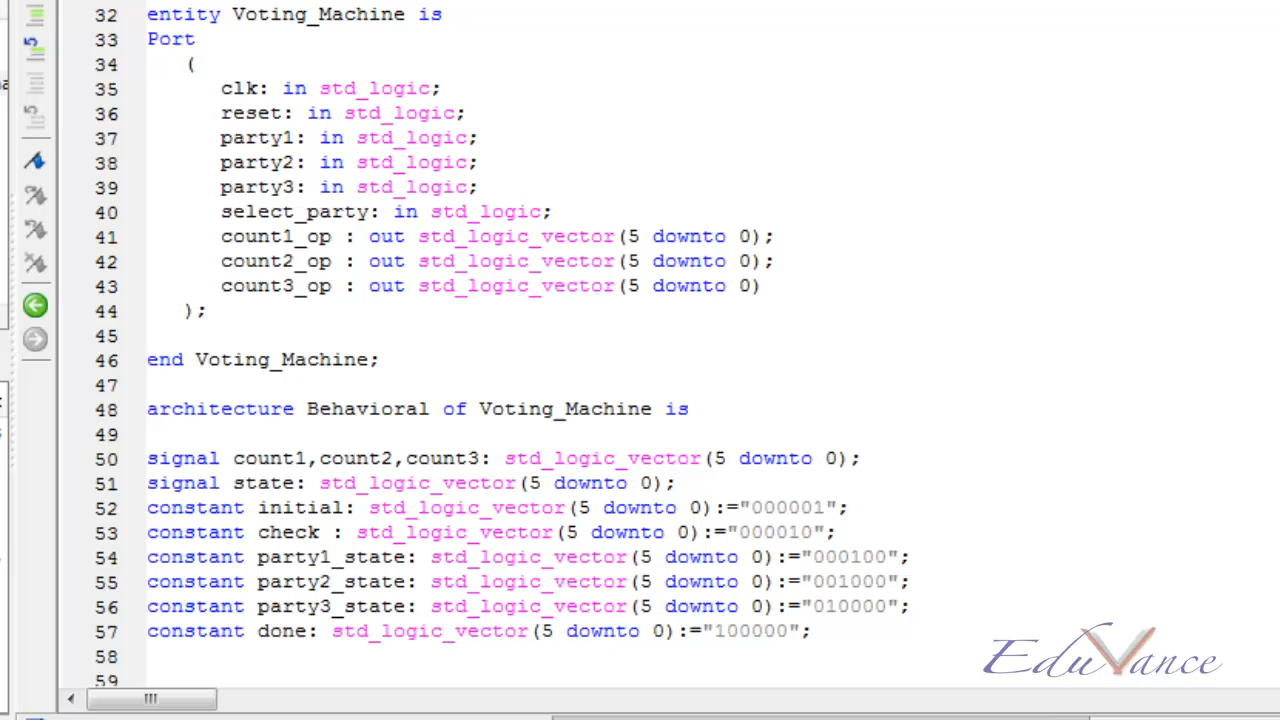 32 entity Voting_Machine is
33 Port
34 (
35 clk: in std_logic;
36 reset: in std_logic;
37 party1: in std_logic;
38 party2: in std_logic;
39 party3: in std_logic;
40 select_party: in std_logic;
41 count1_op : out std_logic_vector(5 downto 0);
42 count2_op : out std_logic_vector(5 downto 0);
43 count3_op : out std_logic_vector(5 downto 0)
44 );
45
46 end Voting_Machine;
47
48 architecture Behavioral of Voting_Machine is
49
50 signal count1,count2,count3: std_logic_vector(5 downto 0);
51 signal state: std_logic_vector(5 downto 0);
52 constant initial: std_logic_vector(5 downto 0):="000001";
53 constant check : std_logic_vector(5 downto 0):="000010";
54 constant party1_state: std_logic_vector(5 downto 0):="000100";
55 constant party2_state: std_logic_vector(5 downto 0):="001000";
56 constant party3_state: std_logic_vector(5 downto 0):="010000";
57 constant done: std_logic_vector(5 downto 0):="100000";
58
59
EduVance